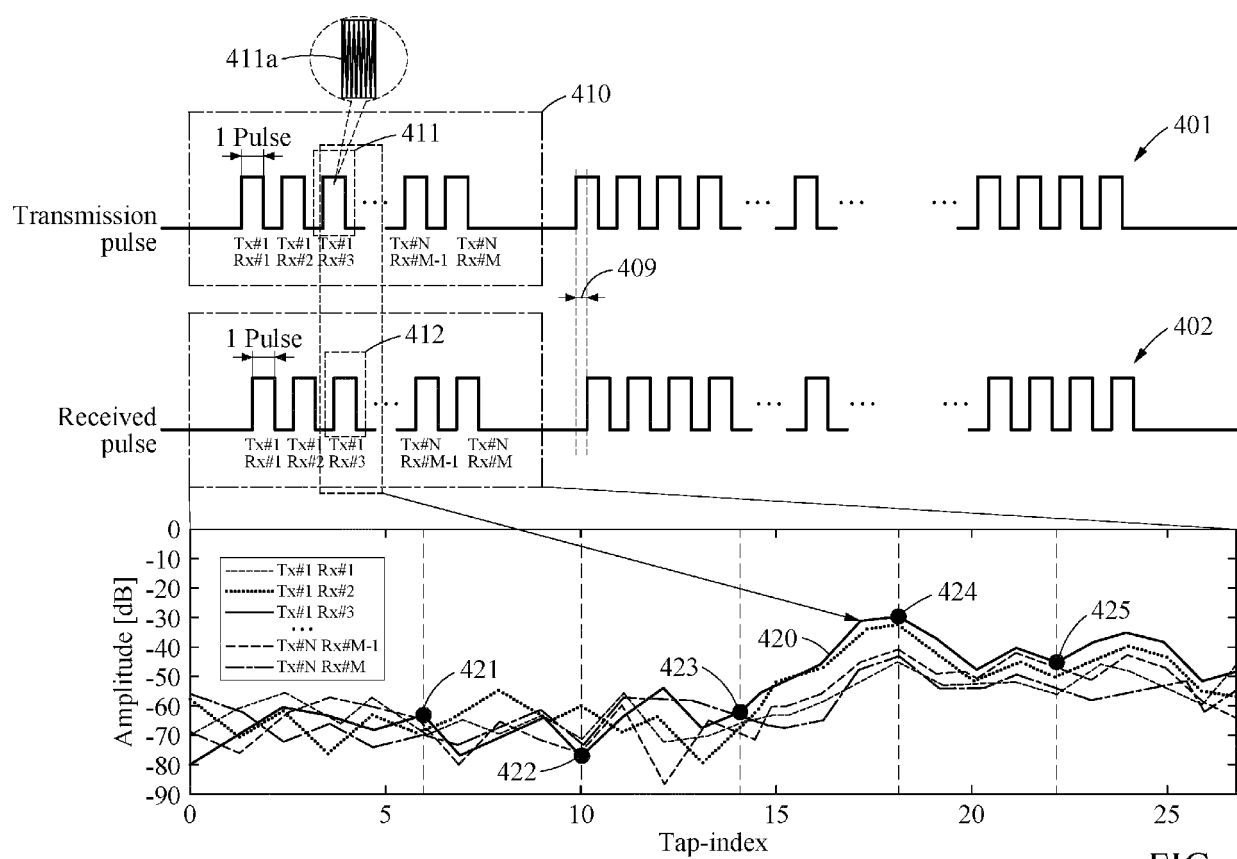 411a
410
1 Pulse
411
401
Transmission
pulse
Tx#1 Tx#1 Tx#1 Tx#N Tx#N
Rx#1 Rx#2 Rx#3 Rx#M-1 Rx#M
409
1 Pulse
412
402
Received
pulse
Tx#1 Tx#1 Tx#1 Tx#N Tx#N
Rx#1 Rx#2 Rx#3 Rx#M-1 Rx#M
Amplitude [dB]
0
-10
-20
-30
-40
-50
-60
-70
-80
-90
Tx#1 Rx#1
Tx#1 Rx#2
Tx#1 Rx#3
...
Tx#N Rx#M-1
Tx#N Rx#M
421
422
423
420
424
425
0 5 10 15 20 25
Tap-index